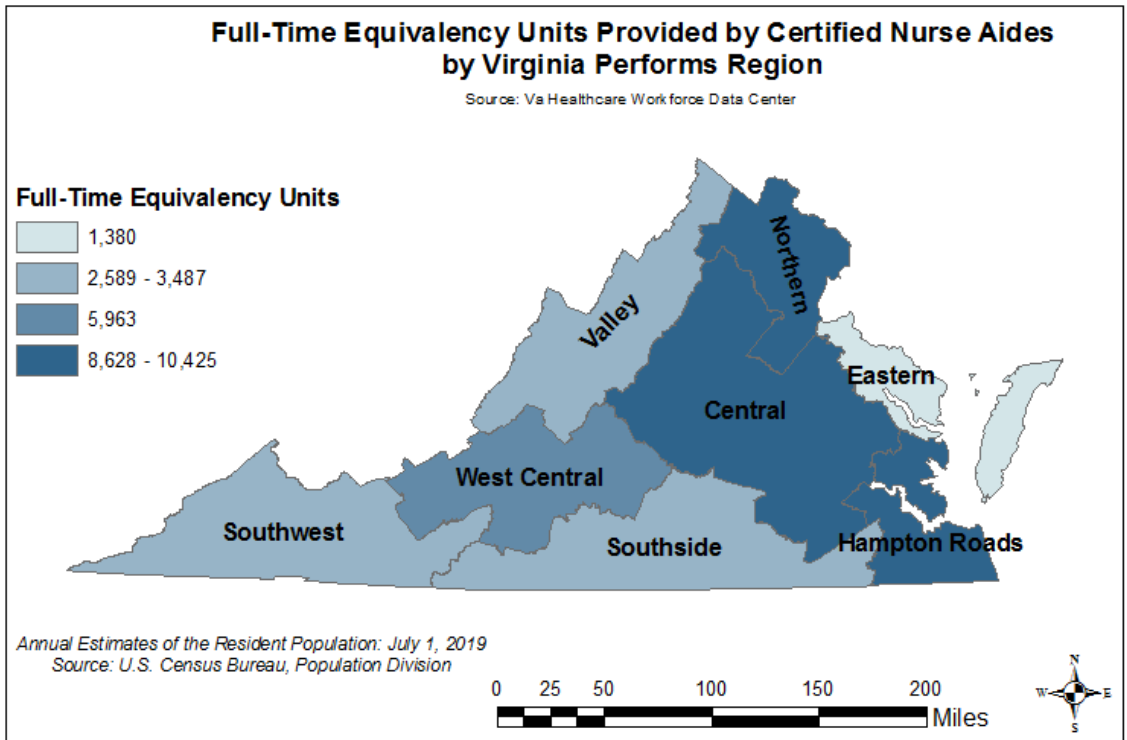 Full-Time Equivalency Units Provided by Certified Nurse Aides
by Virginia Performs Region
Source: Va Healthcare Workforce Data Center
Full-Time Equivalency Units
1,380
2,589 - 3,487
5,963
8,628 - 10,425
Northern
Valley
Eastern
Central
West Central
Southwest
Southside
Hampton Roads
Annual Estimates of the Resident Population: July 1, 2019
Source: U.S. Census Bureau, Population Division
0 25 50 100 150 200
Miles
N
W E
S